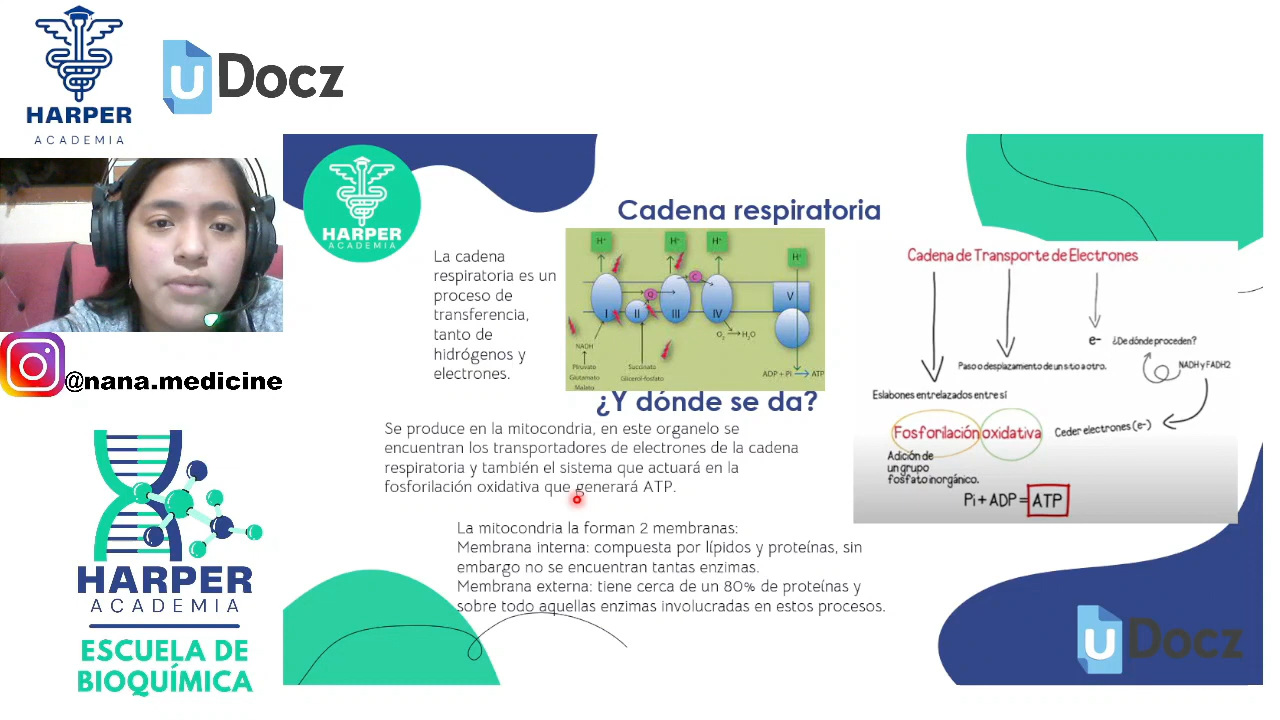 HARPER
ACADEMIA
uDocz
@nana.medicine
HARPER
ACADEMIA
ESCUELA DE
BIOQUÍMICA
HARPER
ACADEMIA
Cadena respiratoria
La cadena
respiratoria es un
proceso de
transferencia,
tanto de
hidrógenos y
electrones.
H⁺
H⁺
H⁺
H⁺
Q
C
I
II
III
IV
V
NADH
O₂
H₂O
Piruvato
Glutamato
Malato
Succinato
Glicerol-fosfato
ADP + Pi
ATP
¿Y dónde se da?
Se produce en la mitocondria, en este organelo se
encuentran los transportadores de electrones de la cadena
respiratoria y también el sistema que actuará en la
fosforilación oxidativa que generará ATP.
La mitocondria la forman 2 membranas:
Membrana interna: compuesta por lípidos y proteínas, sin
embargo no se encuentran tantas enzimas.
Membrana externa: tiene cerca de un 80% de proteínas y
sobre todo aquellas enzimas involucradas en estos procesos.
Cadena de Transporte de Electrones
e- ¿De dónde proceden?
Paso o desplazamiento de un sitio a otro.
NADH y FADH2
Eslabones entrelazados entre sí
Fosforilación oxidativa
Ceder electrones (e-)
Adición de
un grupo
fosfato inorgánico.
Pi + ADP = ATP
uDocz